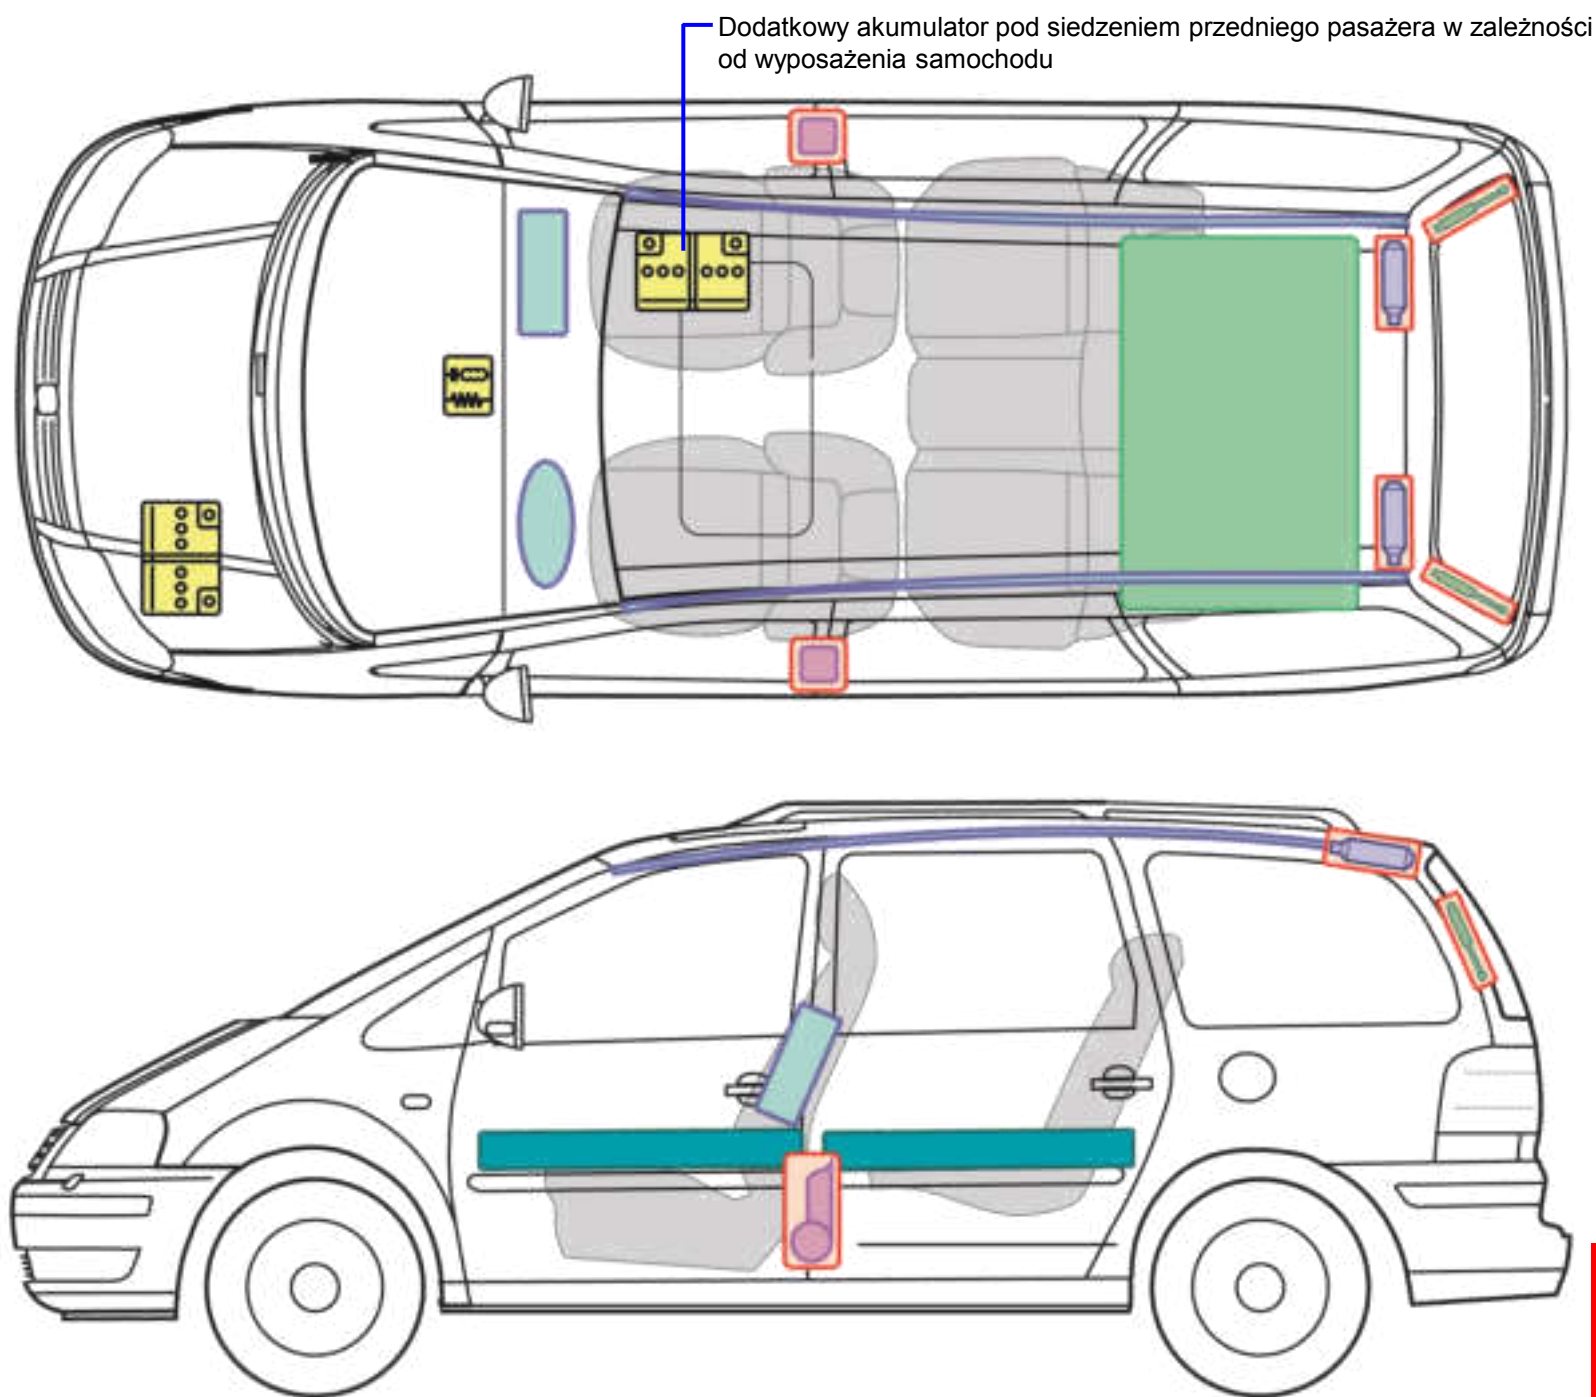 Dodatkowy akumulator pod siedzeniem przedniego pasażera w zależności
od wyposażenia samochodu